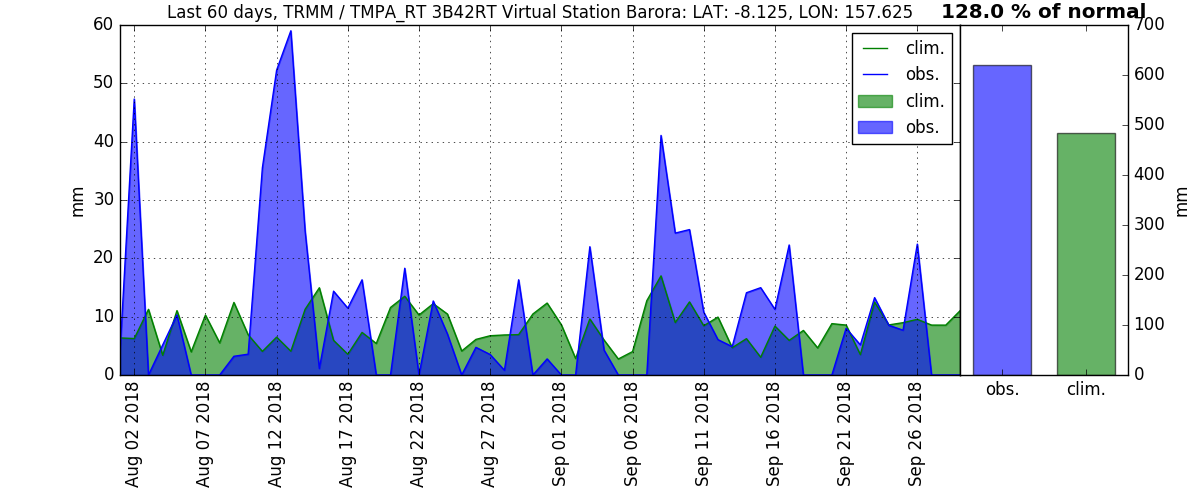 Last 60 days, TRMM / TMPA_RT 3B42RT Virtual Station Barora: LAT: -8.125, LON: 157.625
128.0 % of normal
60
50
40
30
20
10
0
mm
clim.
obs.
clim.
obs.
700
600
500
400
300
200
100
0
mm
Aug 02 2018
Aug 07 2018
Aug 12 2018
Aug 17 2018
Aug 22 2018
Aug 27 2018
Sep 01 2018
Sep 06 2018
Sep 11 2018
Sep 16 2018
Sep 21 2018
Sep 26 2018
obs.
clim.